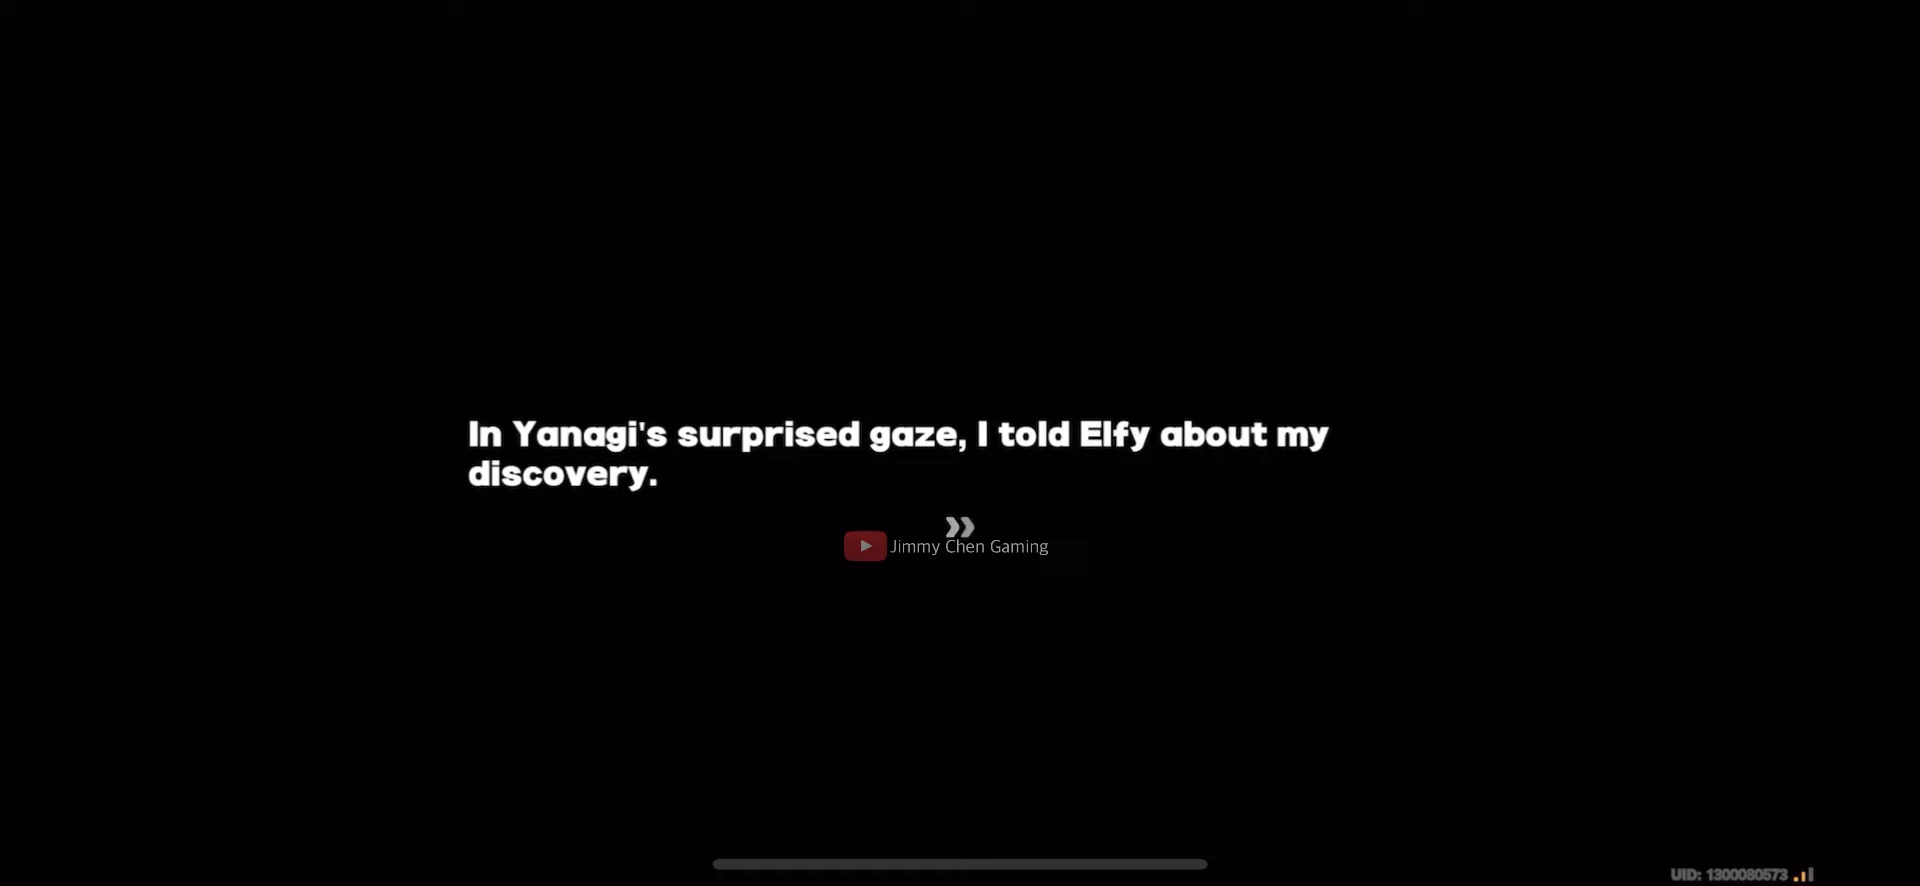 In Yanagi's surprised gaze, I told Elfy about my
discovery.
Jimmy Chen Gaming
UID: 1300080573